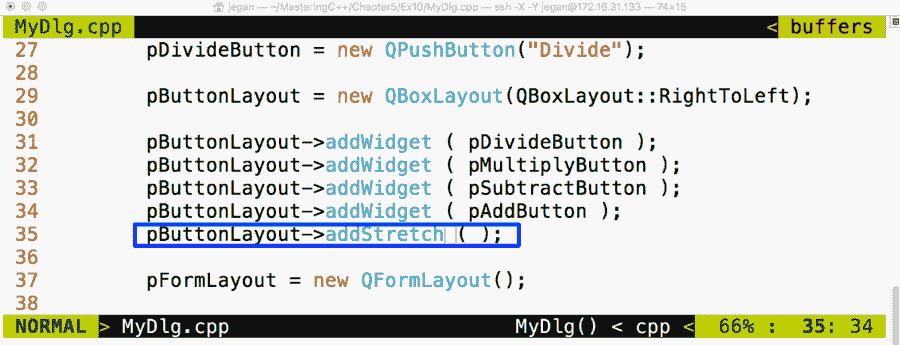 jegan — ~/MasteringC++/Chapter5/Ex10/MyDlg.cpp — ssh -X -Y jegan@172.16.31.133 — 74×15
MyDlg.cpp < buffers
27 pDivideButton = new QPushButton("Divide");
28
29 pButtonLayout = new QBoxLayout(QBoxLayout::RightToLeft);
30
31 pButtonLayout->addWidget ( pDivideButton );
32 pButtonLayout->addWidget ( pMultiplyButton );
33 pButtonLayout->addWidget ( pSubtractButton );
34 pButtonLayout->addWidget ( pAddButton );
35 pButtonLayout->addStretch ( );
36
37 pFormLayout = new QFormLayout();
38
NORMAL > MyDlg.cpp MyDlg() < cpp < 66% : 35: 34